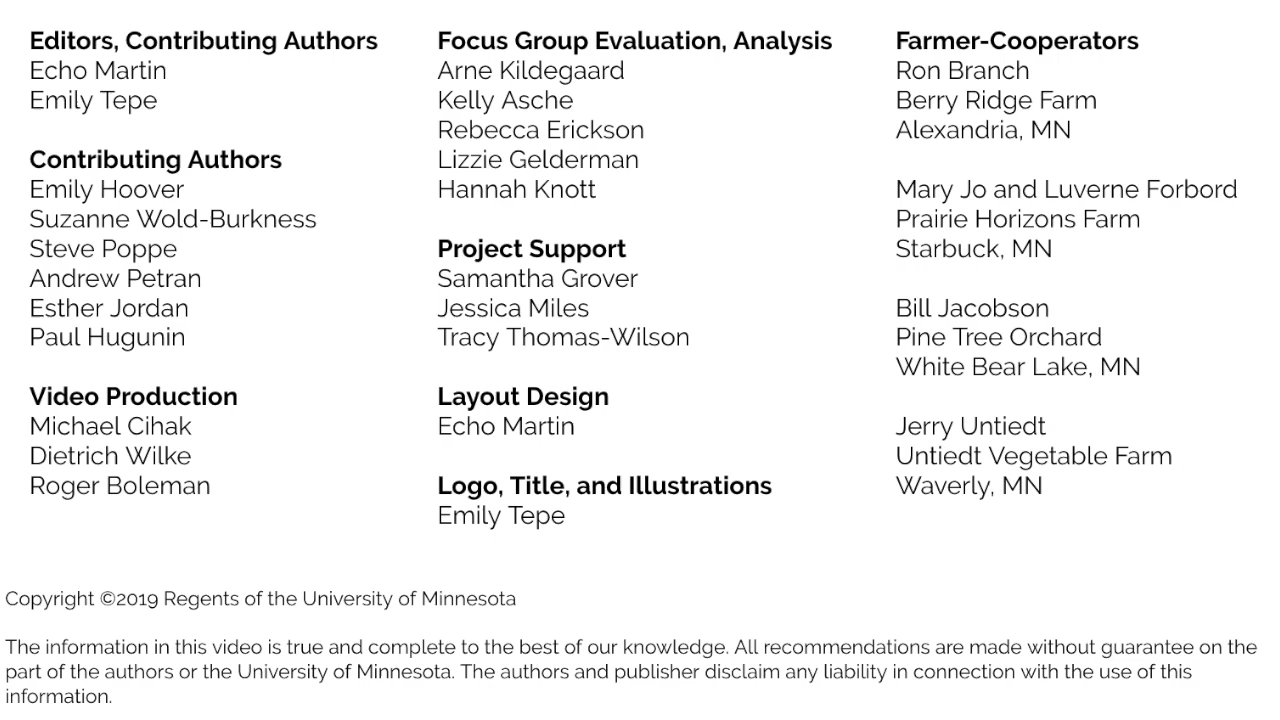 Editors, Contributing Authors
Echo Martin
Emily Tepe
Contributing Authors
Emily Hoover
Suzanne Wold-Burkness
Steve Poppe
Andrew Petran
Esther Jordan
Paul Hugunin
Video Production
Michael Cihak
Dietrich Wilke
Roger Boleman
Focus Group Evaluation, Analysis
Arne Kildegaard
Kelly Asche
Rebecca Erickson
Lizzie Gelderman
Hannah Knott
Project Support
Samantha Grover
Jessica Miles
Tracy Thomas-Wilson
Layout Design
Echo Martin
Logo, Title, and Illustrations
Emily Tepe
Farmer-Cooperators
Ron Branch
Berry Ridge Farm
Alexandria, MN
Mary Jo and Luverne Forbord
Prairie Horizons Farm
Starbuck, MN
Bill Jacobson
Pine Tree Orchard
White Bear Lake, MN
Jerry Untiedt
Untiedt Vegetable Farm
Waverly, MN
Copyright ©2019 Regents of the University of Minnesota
The information in this video is true and complete to the best of our knowledge. All recommendations are made without guarantee on the
part of the authors or the University of Minnesota. The authors and publisher disclaim any liability in connection with the use of this
information.